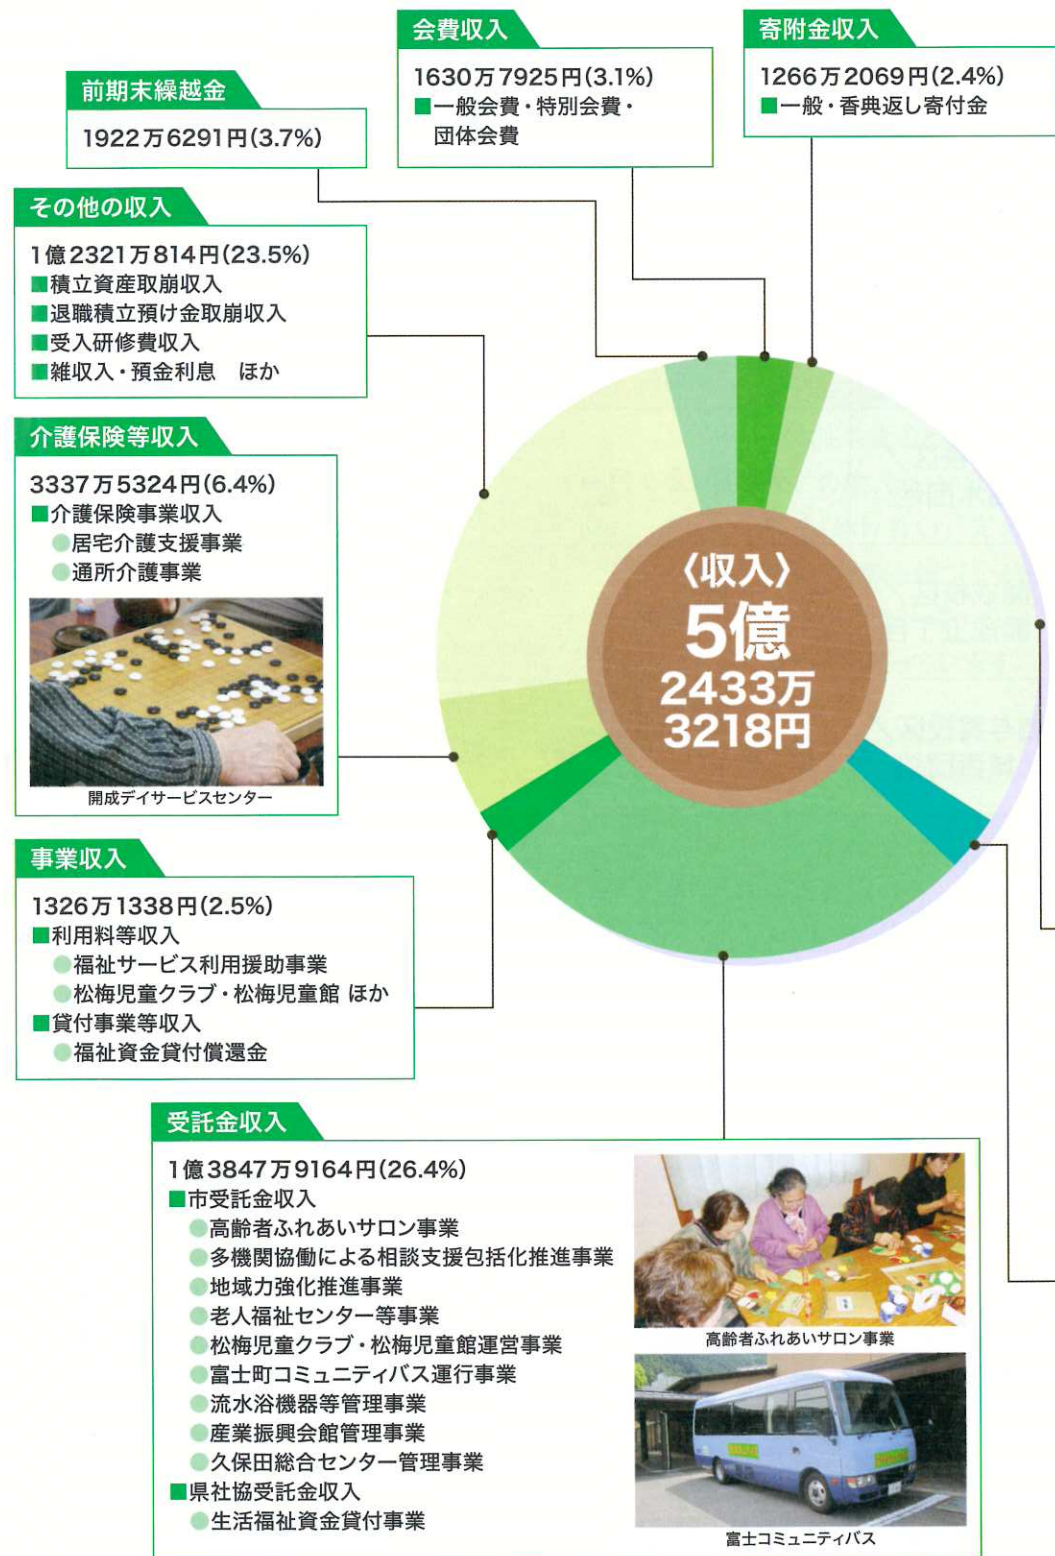 会費収入
1630万7925円(3.1%)
■一般会費・特別会費・
団体会費
寄附金収入
1266万2069円(2.4%)
■一般・香典返し寄付金
前期末繰越金
1922万6291円(3.7%)
その他の収入
1億2321万814円(23.5%)
■積立資産取崩収入
■退職積立預け金取崩収入
■受入研修費収入
■雑収入・預金利息　ほか
介護保険等収入
3337万5324円(6.4%)
■介護保険事業収入
●居宅介護支援事業
●通所介護事業
開成デイサービスセンター
〈収入〉
5億
2433万
3218円
事業収入
1326万1338円(2.5%)
■利用料等収入
●福祉サービス利用援助事業
●松梅児童クラブ・松梅児童館 ほか
■貸付事業等収入
●福祉資金貸付償還金
受託金収入
1億3847万9164円(26.4%)
■市受託金収入
●高齢者ふれあいサロン事業
●多機関協働による相談支援包括化推進事業
●地域力強化推進事業
●老人福祉センター等事業
●松梅児童クラブ・松梅児童館運営事業
●富士町コミュニティバス運行事業
●流水浴機器等管理事業
●産業振興会館管理事業
●久保田総合センター管理事業
■県社協受託金収入
●生活福祉資金貸付事業
高齢者ふれあいサロン事業
富士コミュニティバス